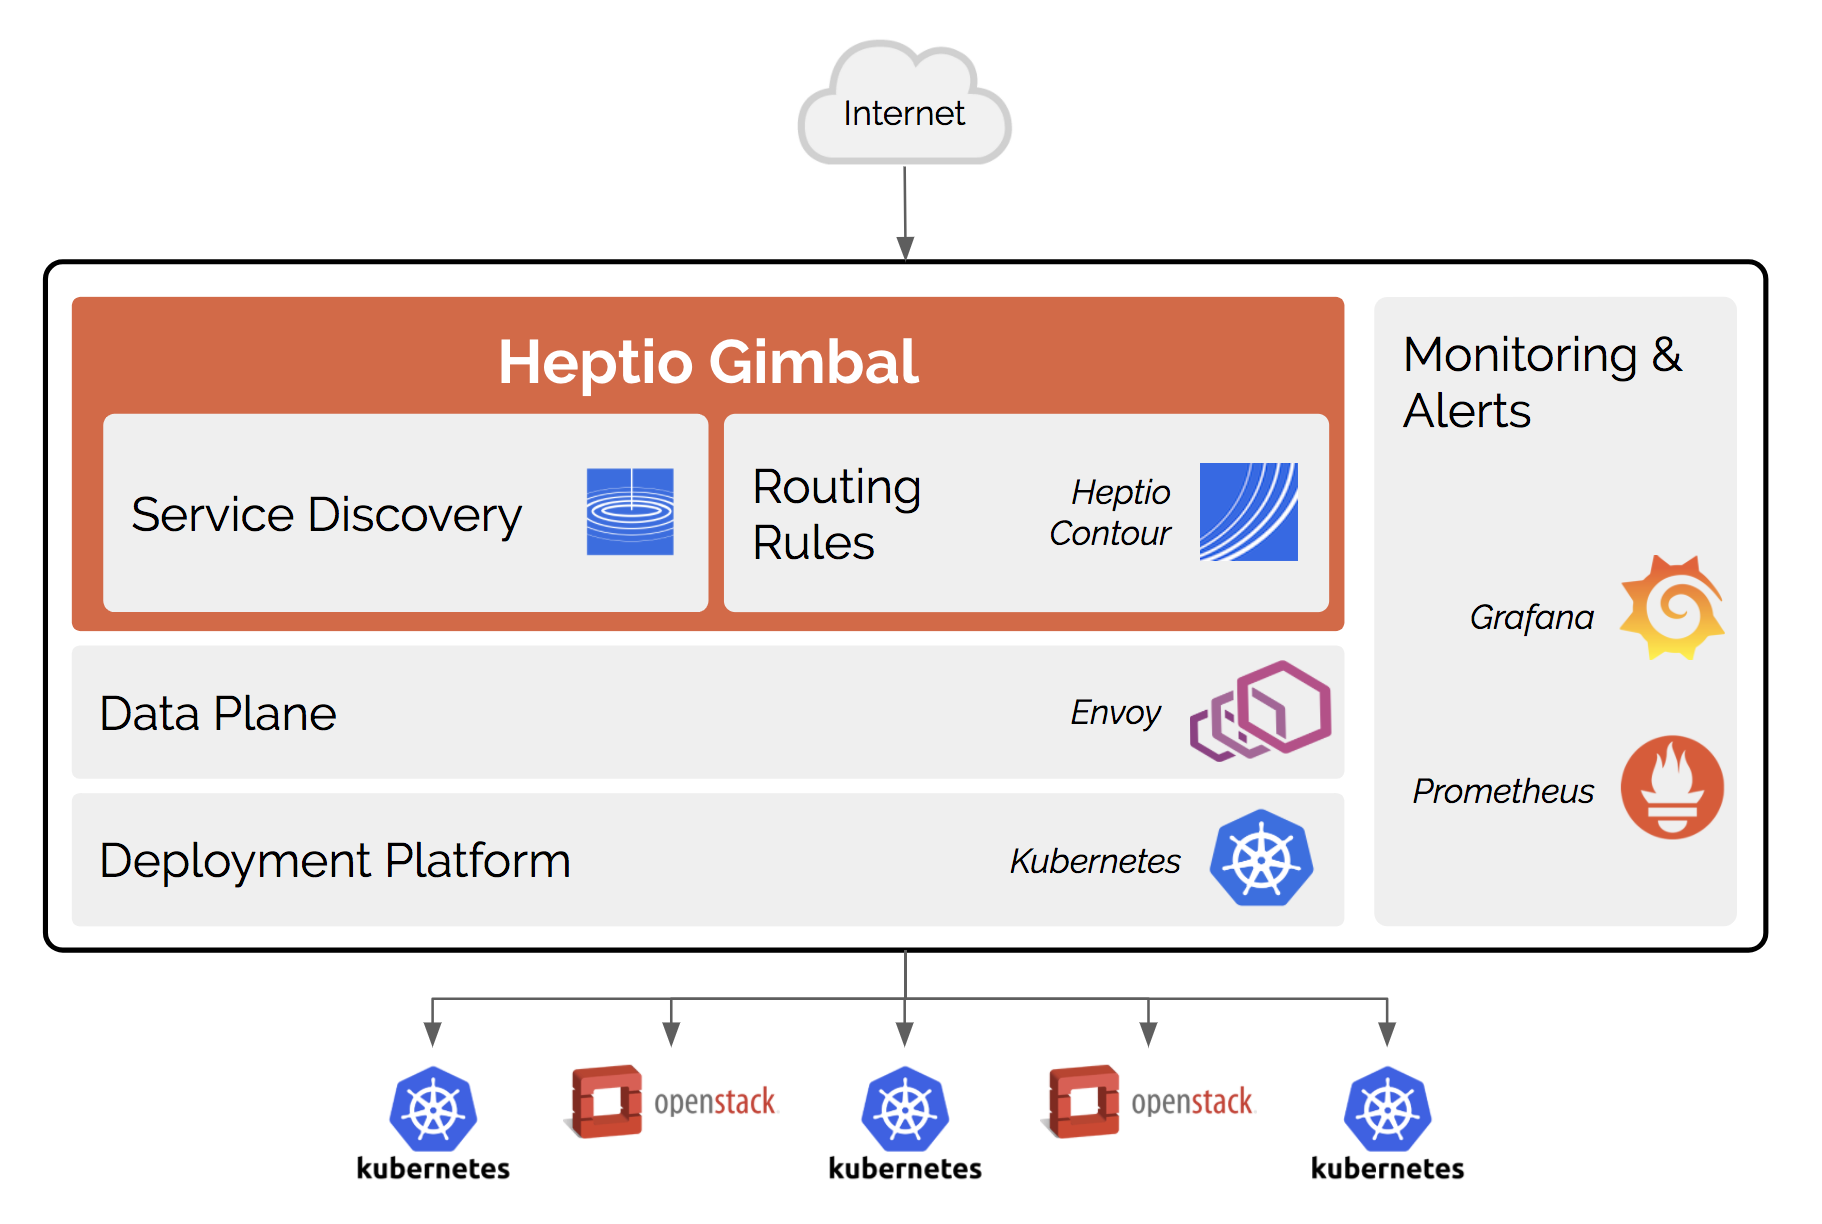 Internet
Heptio Gimbal
Service Discovery
Routing
Rules
Heptio
Contour
Monitoring &
Alerts
Grafana
Prometheus
Data Plane
Envoy
Deployment Platform
Kubernetes
kubernetes
openstack
kubernetes
openstack
kubernetes